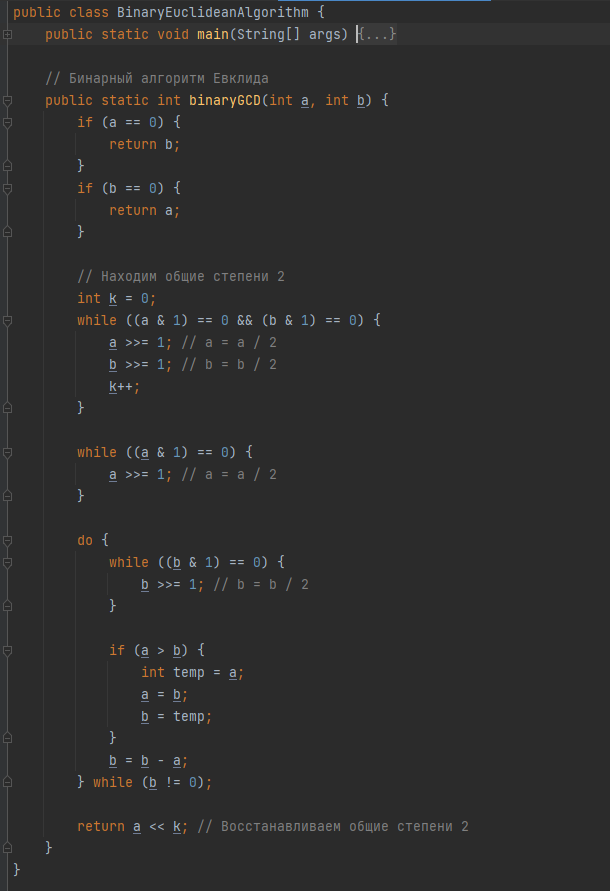 public class BinaryEuclideanAlgorithm {
    public static void main(String[] args) {...}
    // Бинарный алгоритм Евклида
    public static int binaryGCD(int a, int b) {
        if (a == 0) {
            return b;
        }
        if (b == 0) {
            return a;
        }
        // Находим общие степени 2
        int k = 0;
        while ((a & 1) == 0 && (b & 1) == 0) {
            a >>= 1; // a = a / 2
            b >>= 1; // b = b / 2
            k++;
        }
        while ((a & 1) == 0) {
            a >>= 1; // a = a / 2
        }
        do {
            while ((b & 1) == 0) {
                b >>= 1; // b = b / 2
            }
            if (a > b) {
                int temp = a;
                a = b;
                b = temp;
            }
            b = b - a;
        } while (b != 0);
        return a << k; // Восстанавливаем общие степени 2
    }
}